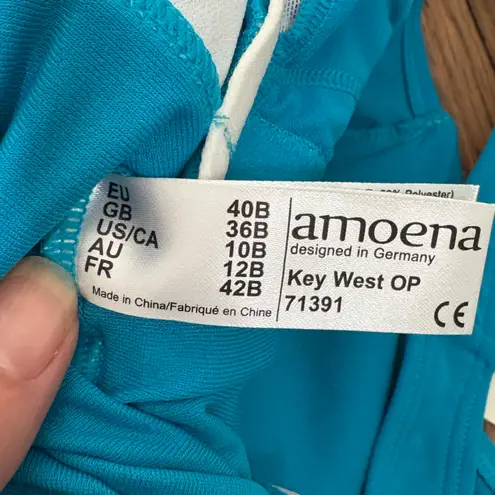 Polyester)
EU 40B
GB 36B
US/CA 10B
AU 12B
FR 42B
Made in China/Fabriqué en Chine
amoena
designed in Germany
Key West OP
71391
CE